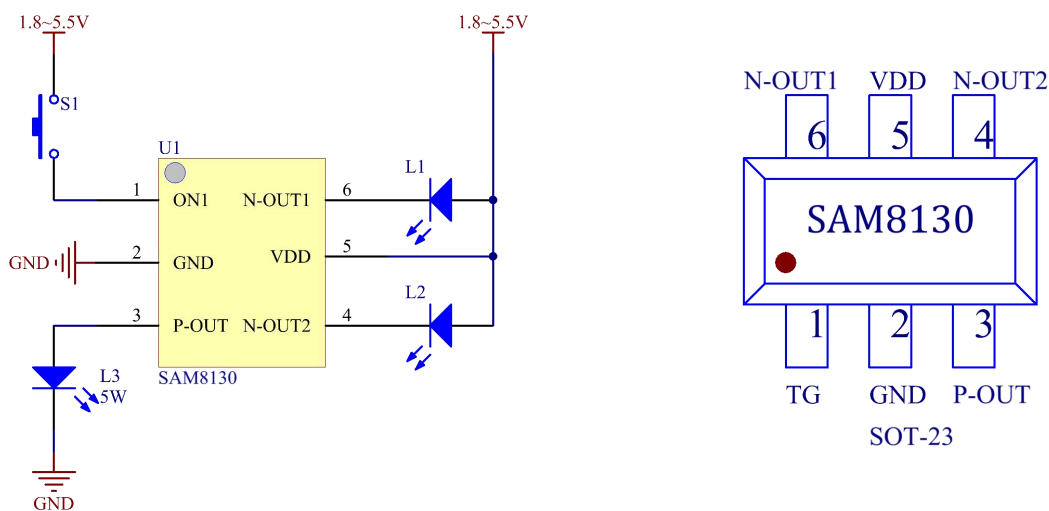 1.8~5.5V
S1
U1
1
ON1
2
GND
GND
3
P-OUT
N-OUT1
6
VDD
5
N-OUT2
4
SAM8130
L1
L2
1.8~5.5V
L3
5W
GND
N-OUT1 VDD N-OUT2
6 5 4
SAM8130
1 2 3
TG GND P-OUT
SOT-23